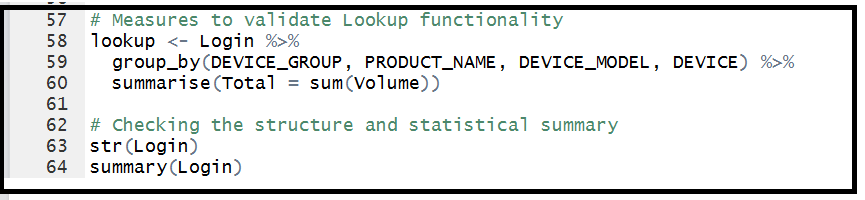 57 # Measures to validate Lookup functionality
58 lookup <- Login %>%
59 group_by(DEVICE_GROUP, PRODUCT_NAME, DEVICE_MODEL, DEVICE) %>%
60 summarise(Total = sum(Volume))
61
62 # Checking the structure and statistical summary
63 str(Login)
64 summary(Login)